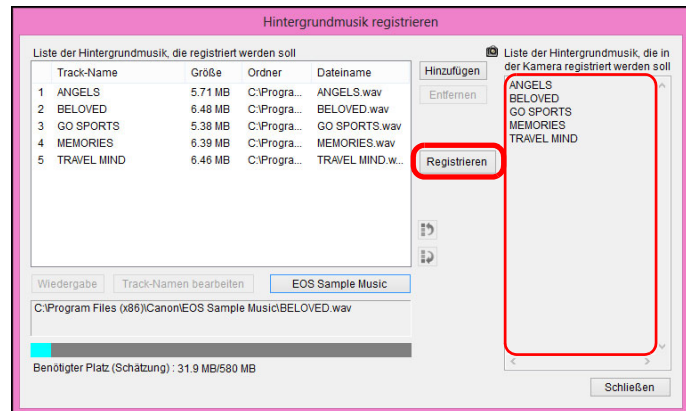 Hintergrundmusik registrieren
Liste der Hintergrundmusik, die registriert werden soll
Track-Name Größe Ordner Dateiname
1 ANGELS 5.71 MB C:\Progra... ANGELS.wav
2 BELOVED 6.48 MB C:\Progra... BELOVED.wav
3 GO SPORTS 5.38 MB C:\Progra... GO SPORTS.wav
4 MEMORIES 6.39 MB C:\Progra... MEMORIES.wav
5 TRAVEL MIND 6.46 MB C:\Progra... TRAVEL MIND.w...
Wiedergabe
Track-Namen bearbeiten
EOS Sample Music
C:\Program Files (x86)\Canon\EOS Sample Music\BELOVED.wav
Benötigter Platz (Schätzung) : 31.9 MB/580 MB
Hinzufügen
Entfernen
Registrieren
Liste der Hintergrundmusik, die in
der Kamera registriert werden soll
ANGELS
BELOVED
GO SPORTS
MEMORIES
TRAVEL MIND
Schließen